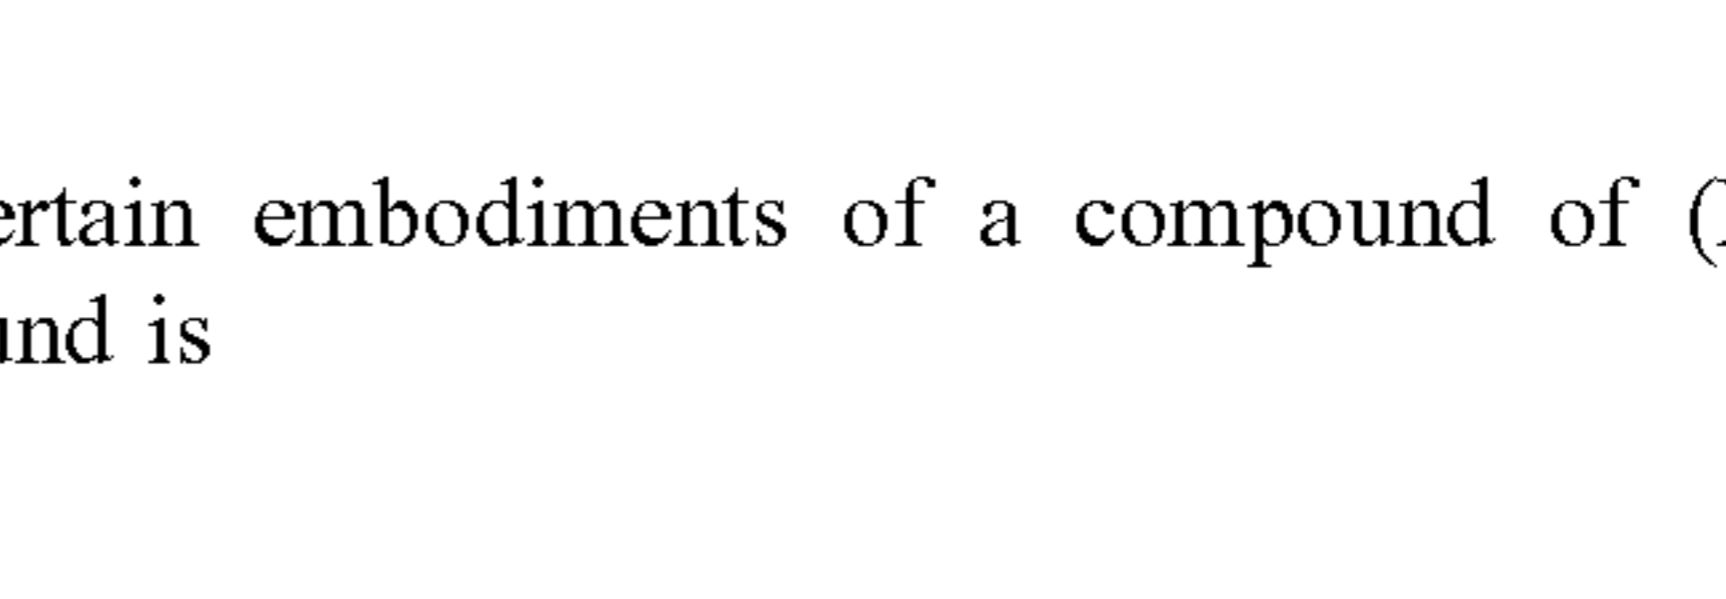 ertain embodiments of a compound of (
und is